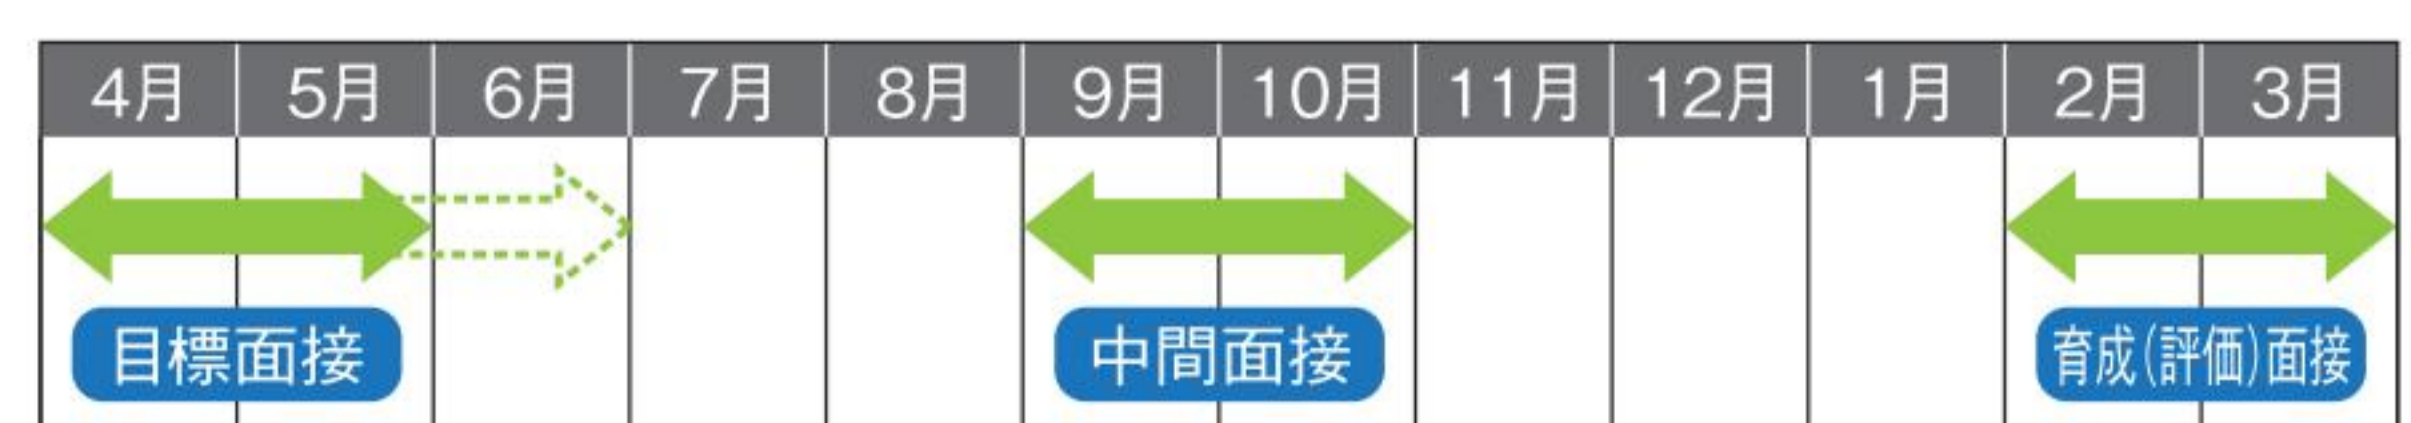 4月 5月 6月 7月 8月 9月 10月 11月 12月 1月 2月 3月
目標面接 中間面接 育成(評価)面接